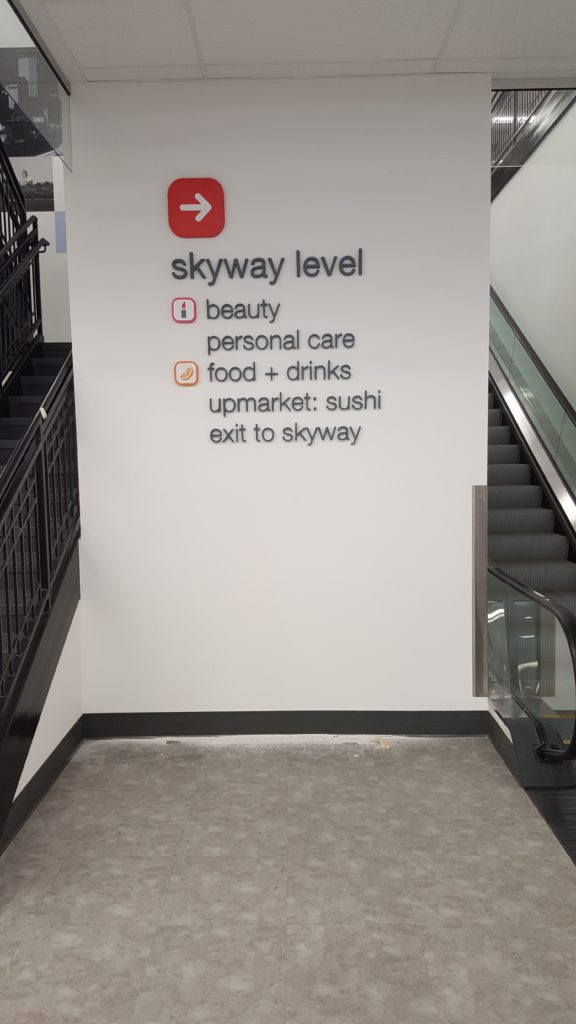 skyway level
beauty
personal care
food + drinks
upmarket: sushi
exit to skyway